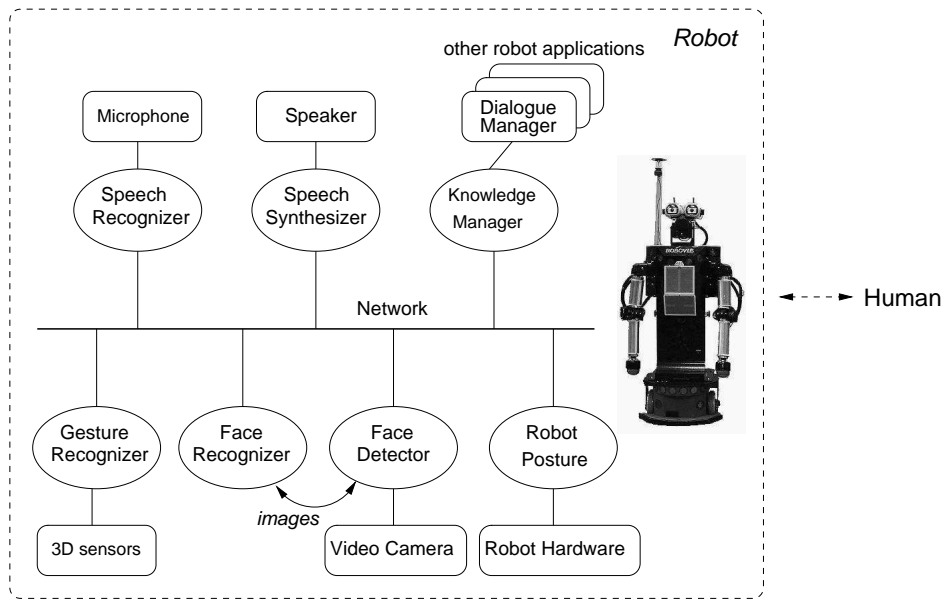 Robot
other robot applications
Microphone
Speaker
Dialogue
Manager
Speech
Recognizer
Speech
Synthesizer
Knowledge
Manager
ROBOVIE
Human
Network
Gesture
Recognizer
Face
Recognizer
Face
Detector
Robot
Posture
images
3D sensors
Video Camera
Robot Hardware